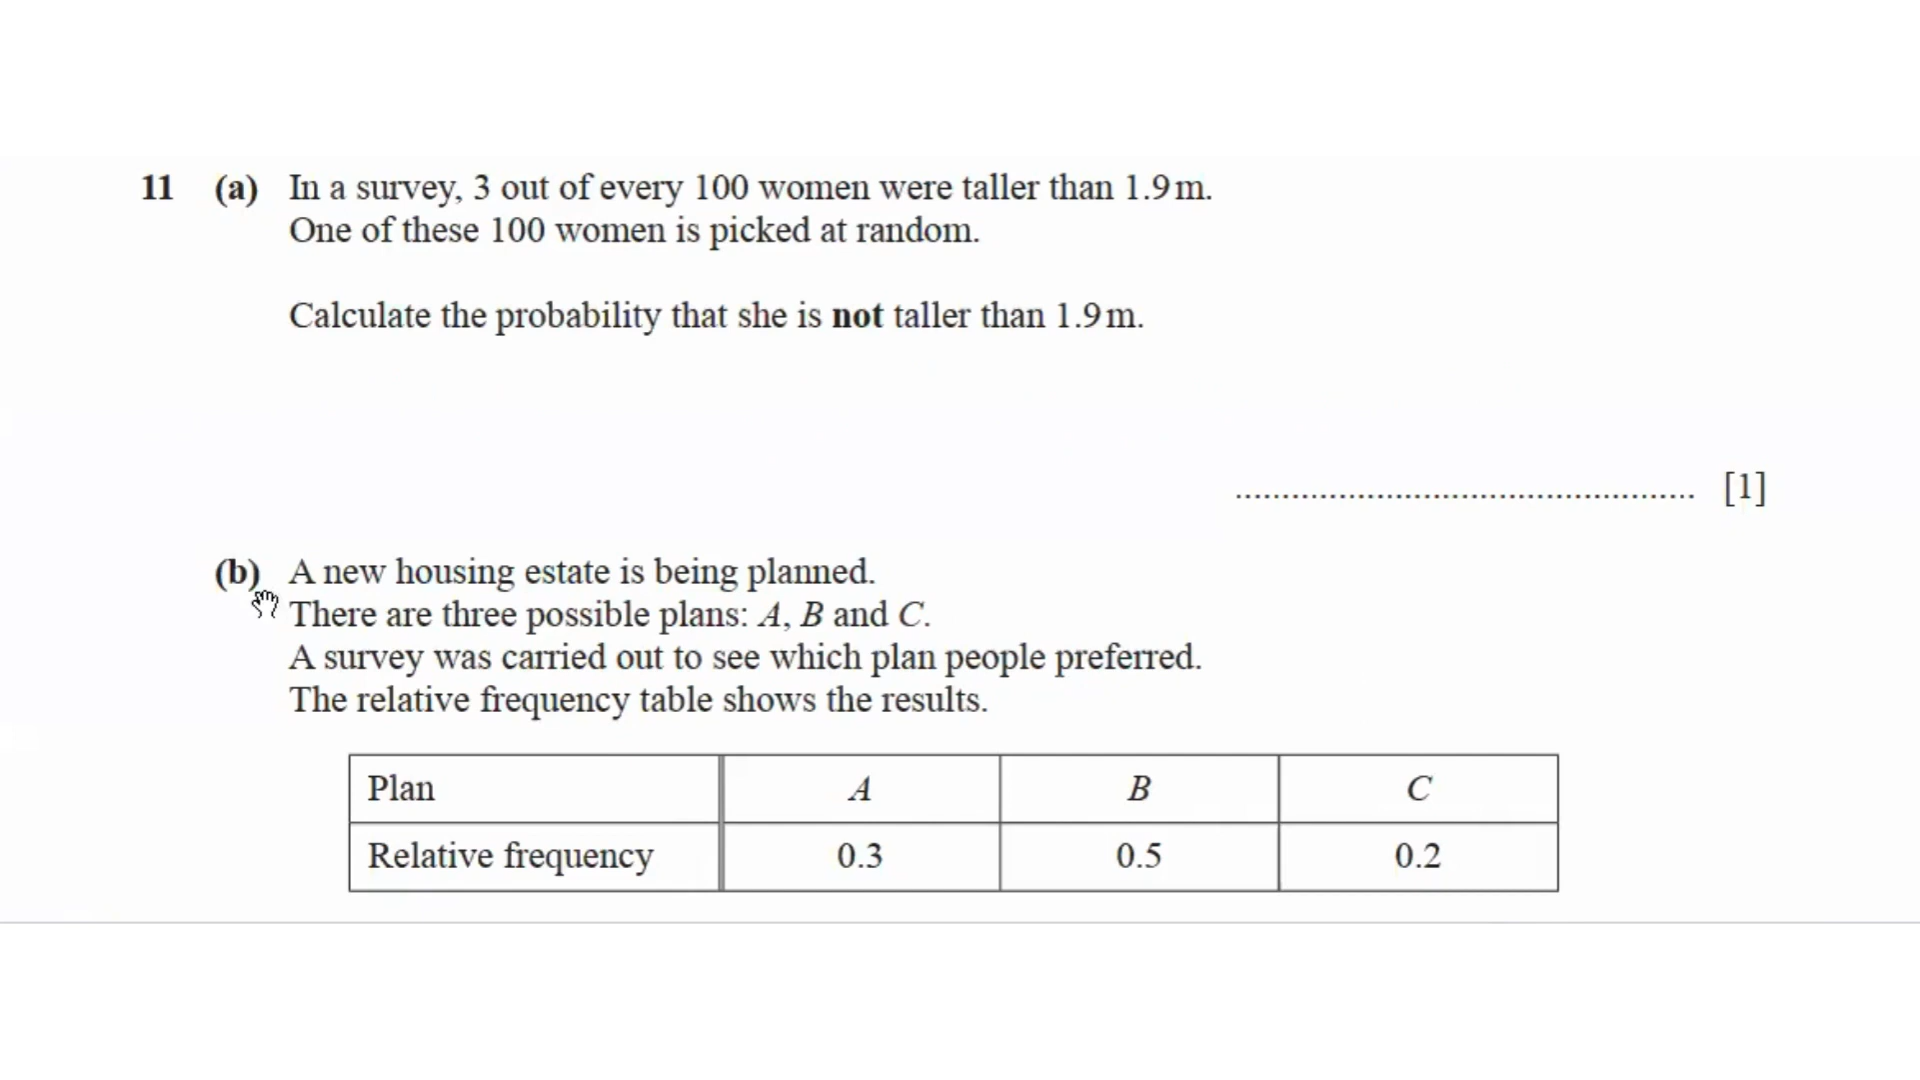 11 (a) In a survey, 3 out of every 100 women were taller than 1.9 m.
One of these 100 women is picked at random.
Calculate the probability that she is not taller than 1.9 m.
................................................ [1]
(b) A new housing estate is being planned.
There are three possible plans: A, B and C.
A survey was carried out to see which plan people preferred.
The relative frequency table shows the results.
Plan A B C
Relative frequency 0.3 0.5 0.2